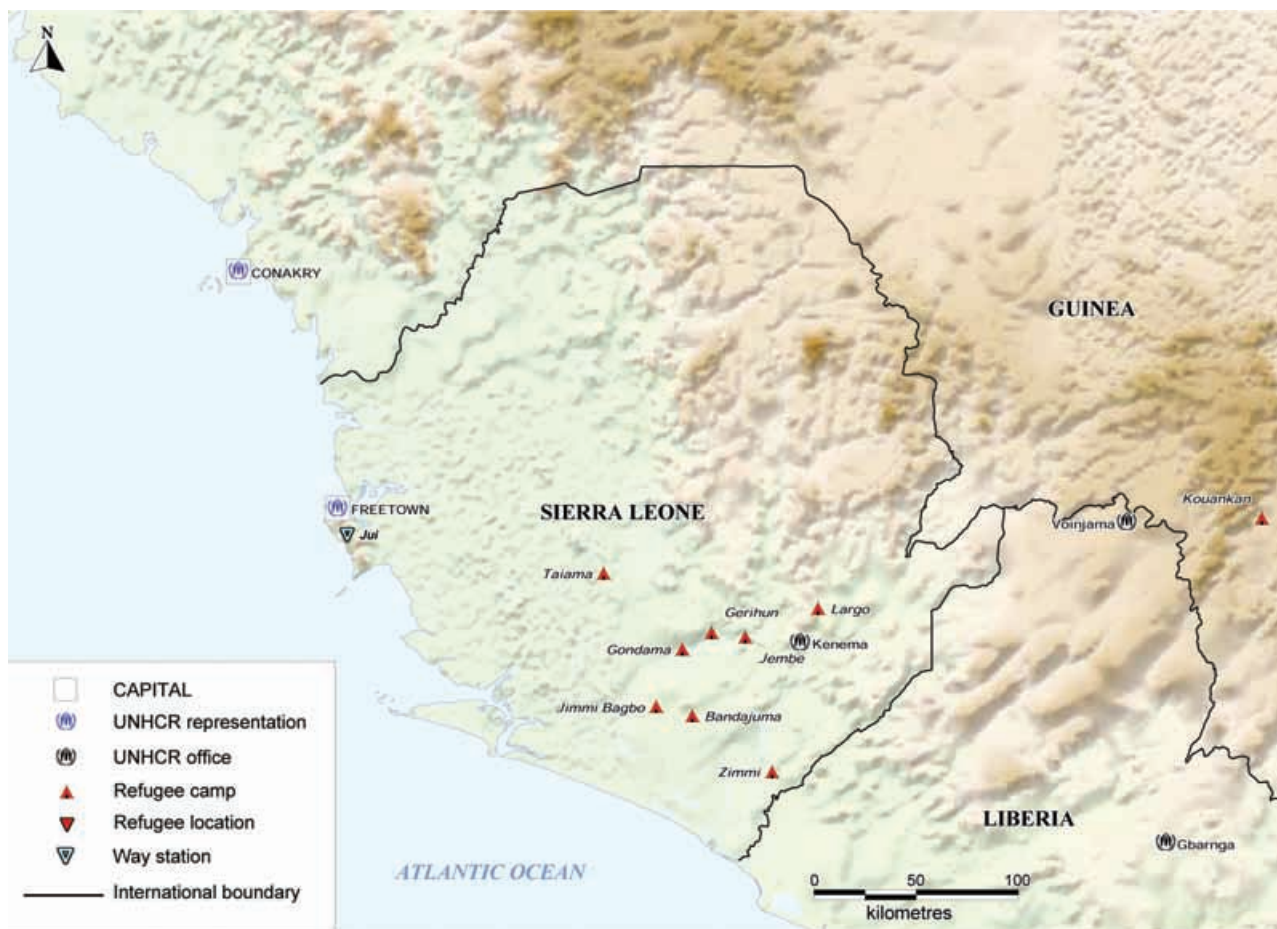 N
CONAKRY
GUINEA
Kouankan
FREETOWN
SIERRA LEONE
Voinjama
Jui
Taiama
Largo
Gerihun
Kenema
Gondama
Jembe
Jimmi Bagbo
Bandajuma
Zimmi
LIBERIA
Gbarnga
ATLANTIC OCEAN
0 50 100
kilometres
CAPITAL
UNHCR representation
UNHCR office
Refugee camp
Refugee location
Way station
International boundary